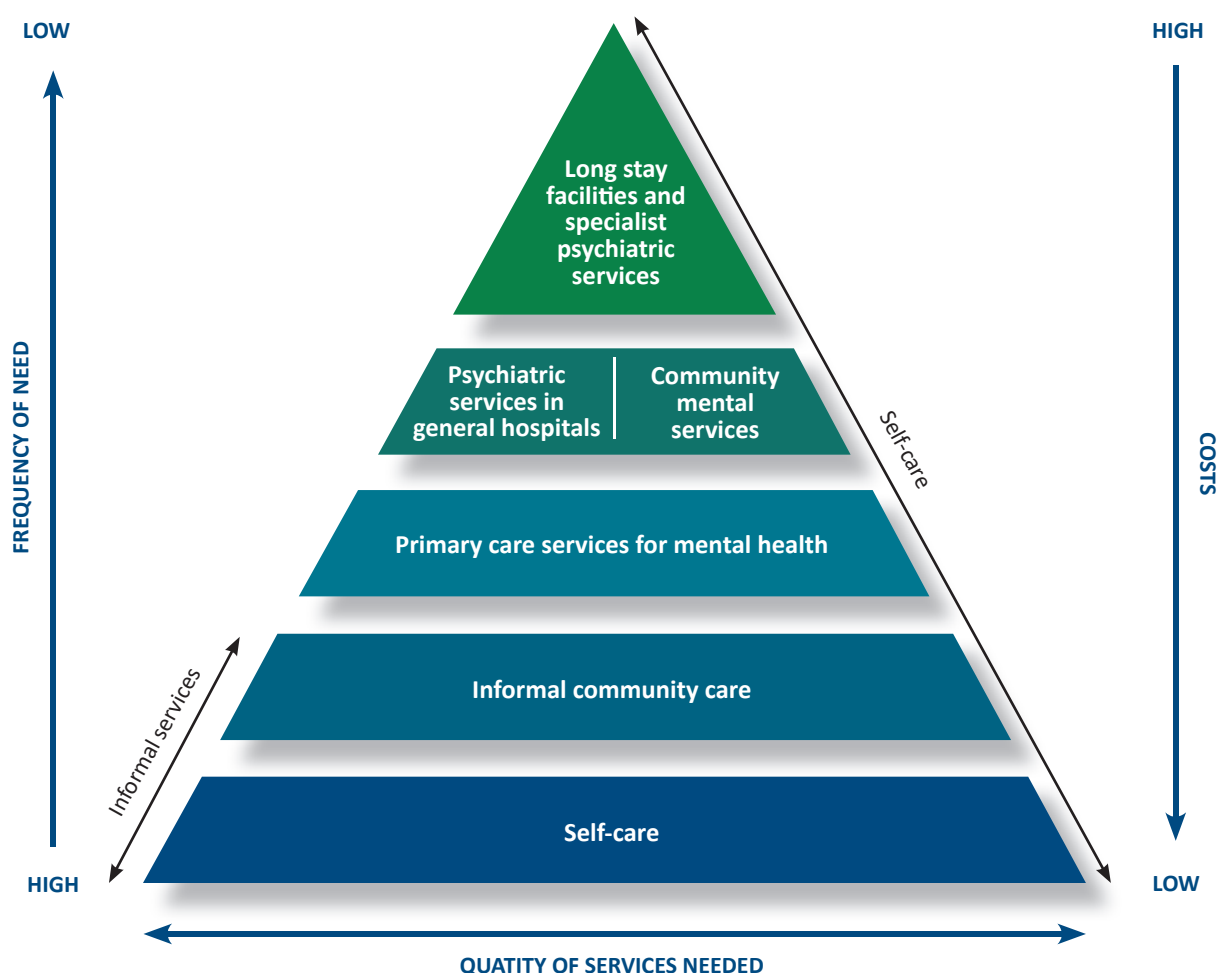 LOW
HIGH
Long stay
facilities and
specialist
psychiatric
services
Psychiatric
services in
general hospitals
Community
mental
services
FREQUENCY OF NEED
Self-care
COSTS
Primary care services for mental health
Informal services
Informal community care
Self-care
HIGH
LOW
QUATITY OF SERVICES NEEDED